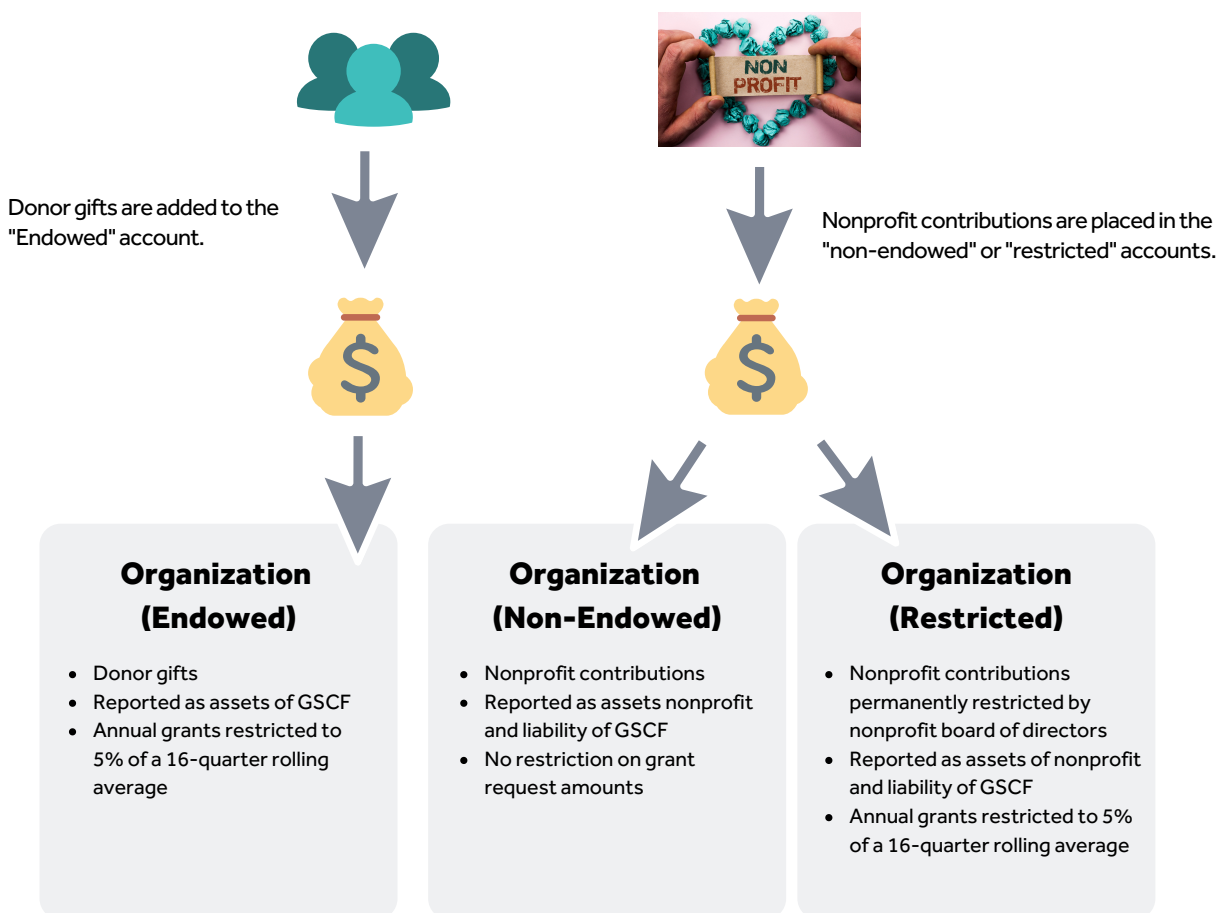 NON
PROFIT
Donor gifts are added to the
"Endowed" account.
Nonprofit contributions are placed in the
"non-endowed" or "restricted" accounts.
$
$
Organization
(Endowed)
• Donor gifts
• Reported as assets of GSCF
• Annual grants restricted to
5% of a 16-quarter rolling
average
Organization
(Non-Endowed)
• Nonprofit contributions
• Reported as assets nonprofit
and liability of GSCF
• No restriction on grant
request amounts
Organization
(Restricted)
• Nonprofit contributions
permanently restricted by
nonprofit board of directors
• Reported as assets of nonprofit
and liability of GSCF
• Annual grants restricted to 5%
of a 16-quarter rolling average